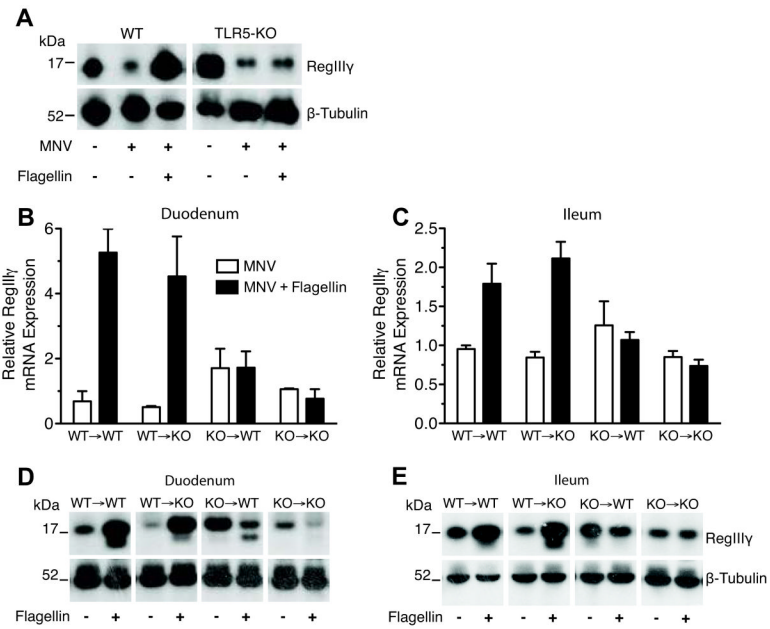 A
WT TLR5-KO
kDa
17 RegIIIγ
52 β-Tubulin
MNV - + + - + +
Flagellin - - + - - +
B Duodenum
Relative RegIIIγ
mRNA Expression
6
4
2
0
MNV
MNV + Flagellin
WT→WT WT→KO KO→WT KO→KO
C Ileum
Relative RegIIIγ
mRNA Expression
2.5
2.0
1.5
1.0
0.5
0.0
WT→WT WT→KO KO→WT KO→KO
D Duodenum
kDa WT→WT WT→KO KO→WT KO→KO
17
52
Flagellin - + - + - + - +
E Ileum
kDa WT→WT WT→KO KO→WT KO→KO
17 RegIIIγ
52 β-Tubulin
Flagellin - + - + - + - +